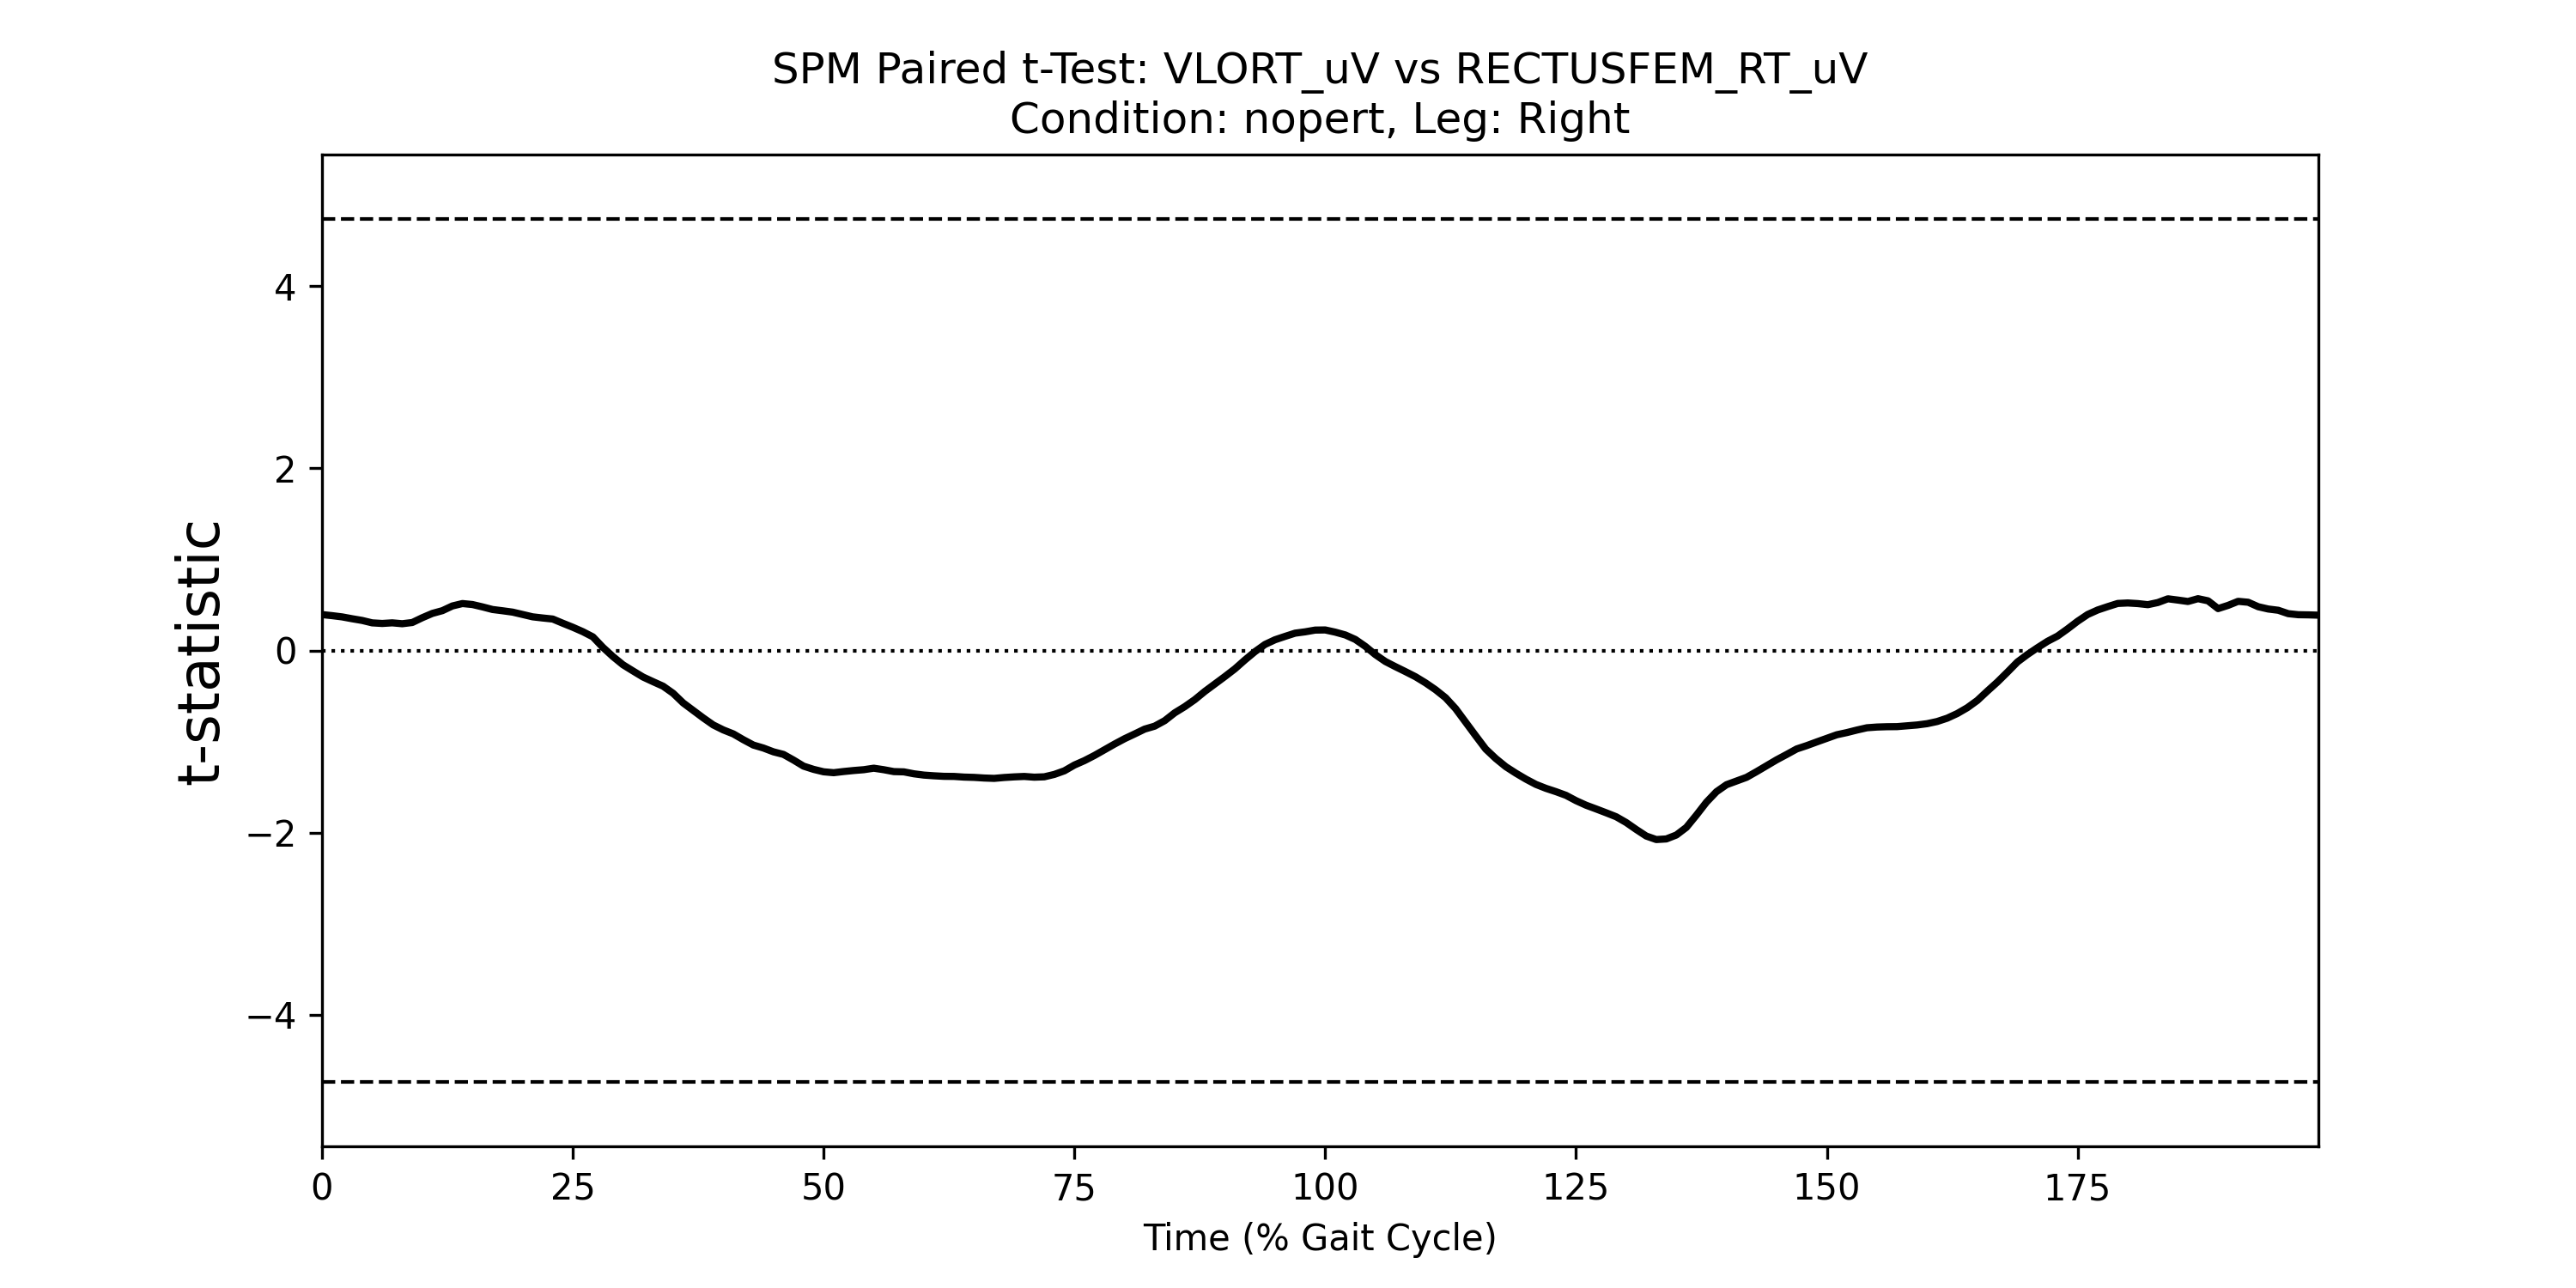 SPM Paired t-Test: VLORT_uV vs RECTUSFEM_RT_uV
Condition: nopert, Leg: Right
t-statistic
4
2
0
−2
−4
0 25 50 75 100 125 150 175
Time (% Gait Cycle)